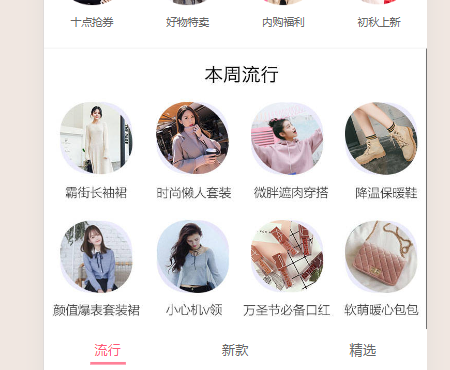 十点抢券 好物特卖 内购福利 初秋上新
本周流行
霸街长袖裙 时尚懒人套装 微胖遮肉穿搭 降温保暖鞋
颜值爆表套装裙 小心机v领 万圣节必备口红 软萌暖心包包
流行 新款 精选